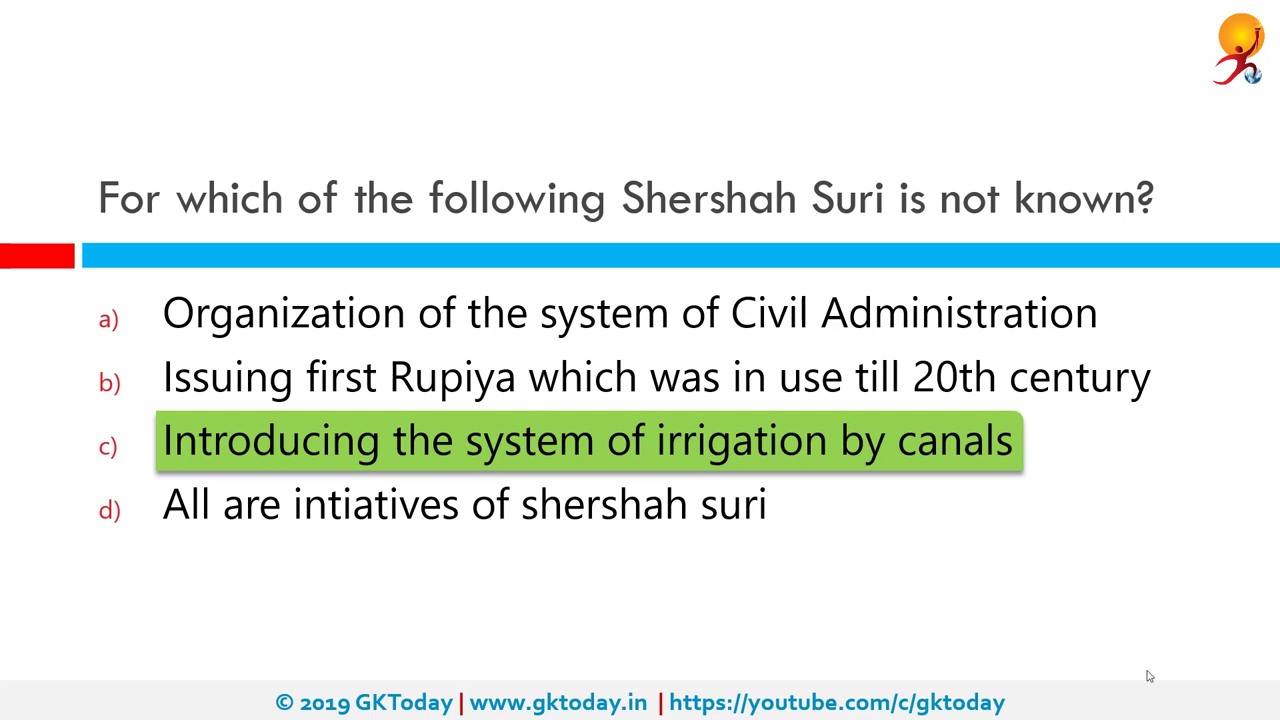 For which of the following Shershah Suri is not known?
a) Organization of the system of Civil Administration
b) Issuing first Rupiya which was in use till 20th century
c) Introducing the system of irrigation by canals
d) All are intiatives of shershah suri
© 2019 GKToday | www.gktoday.in | https://youtube.com/c/gktoday